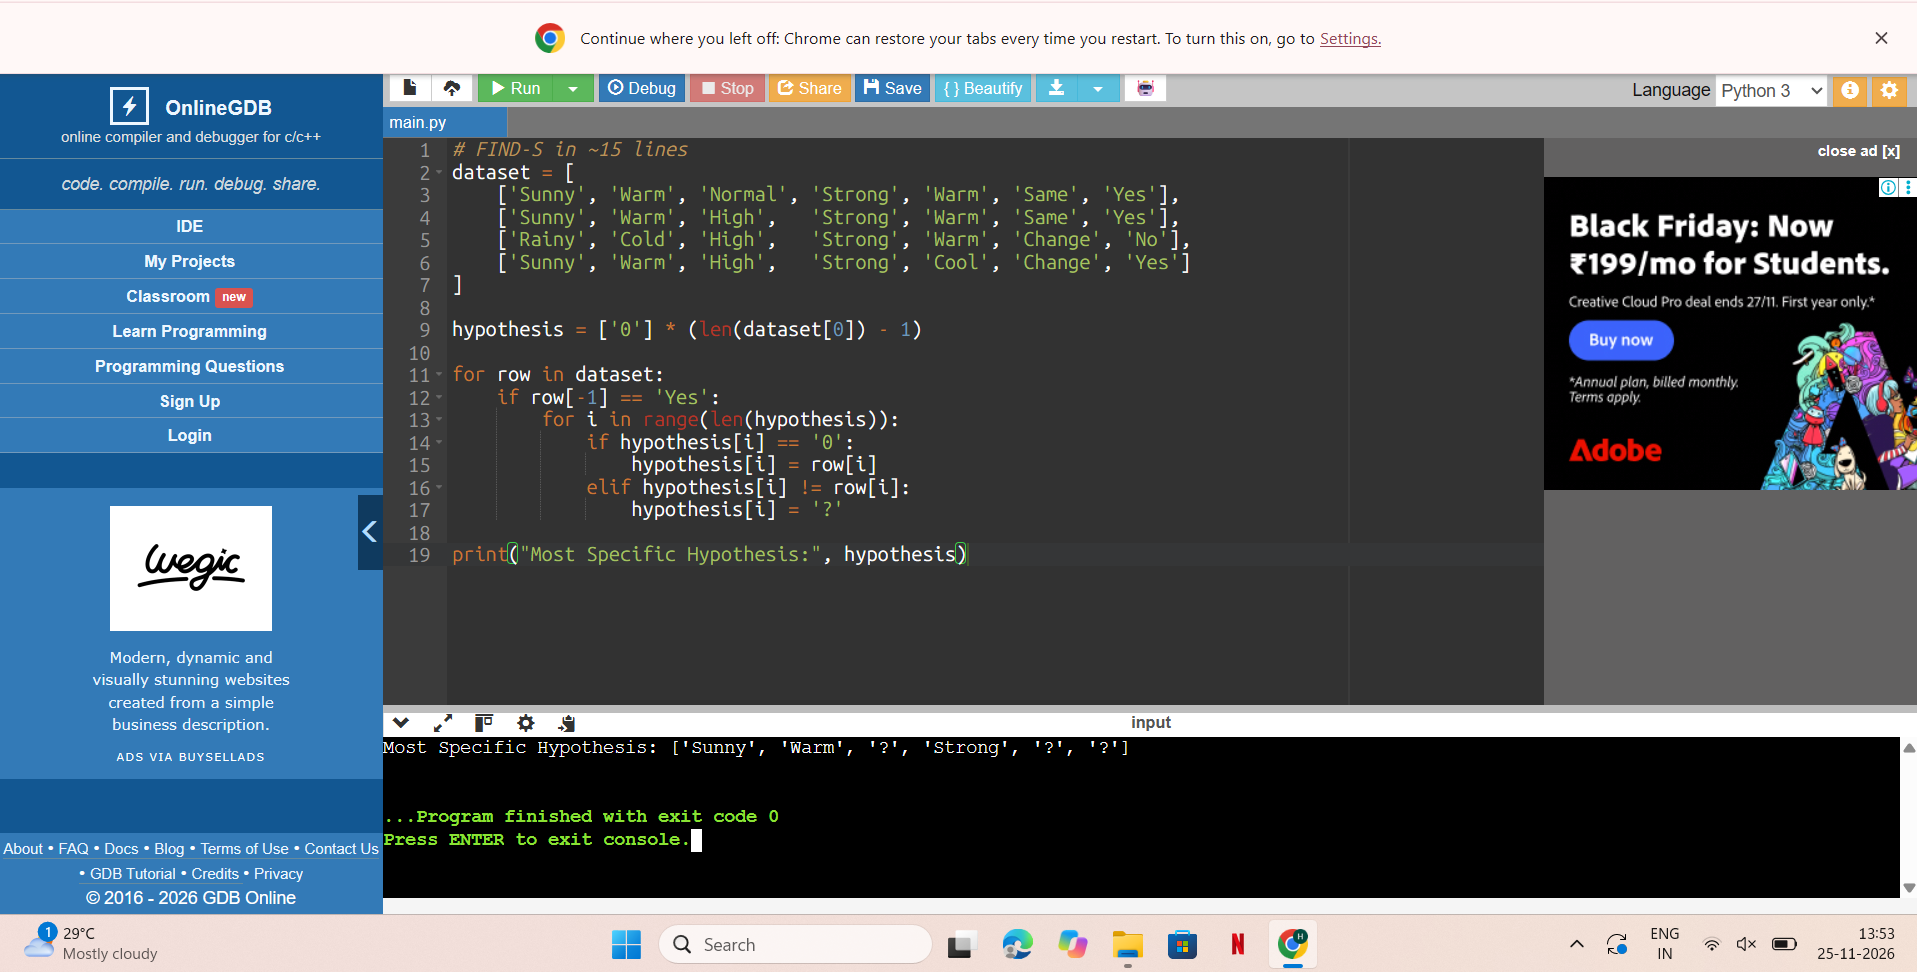 Continue where you left off: Chrome can restore your tabs every time you restart. To turn this on, go to Settings.
OnlineGDB
online compiler and debugger for c/c++
code. compile. run. debug. share.
IDE
My Projects
Classroom new
Learn Programming
Programming Questions
Sign Up
Login
wegic
Modern, dynamic and
visually stunning websites
created from a simple
business description.
ADS VIA BUYSELLADS
About • FAQ • Docs • Blog • Terms of Use • Contact Us
• GDB Tutorial • Credits • Privacy
© 2016 - 2026 GDB Online
Run Debug Stop Share Save { } Beautify
Language Python 3
main.py
1 # FIND-S in ~15 lines
2 dataset = [
3     ['Sunny', 'Warm', 'Normal', 'Strong', 'Warm', 'Same', 'Yes'],
4     ['Sunny', 'Warm', 'High',   'Strong', 'Warm', 'Same', 'Yes'],
5     ['Rainy', 'Cold', 'High',   'Strong', 'Warm', 'Change', 'No'],
6     ['Sunny', 'Warm', 'High',   'Strong', 'Cool', 'Change', 'Yes']
7 ]
8
9 hypothesis = ['0'] * (len(dataset[0]) - 1)
10
11 for row in dataset:
12     if row[-1] == 'Yes':
13         for i in range(len(hypothesis)):
14             if hypothesis[i] == '0':
15                 hypothesis[i] = row[i]
16             elif hypothesis[i] != row[i]:
17                 hypothesis[i] = '?'
18
19 print("Most Specific Hypothesis:", hypothesis)
close ad [x]
Black Friday: Now
₹199/mo for Students.
Creative Cloud Pro deal ends 27/11. First year only.*
Buy now
*Annual plan, billed monthly.
Terms apply.
Adobe
input
Most Specific Hypothesis: ['Sunny', 'Warm', '?', 'Strong', '?', '?']
...Program finished with exit code 0
Press ENTER to exit console.
1
29°C
Mostly cloudy
Search
N
H
ENG
IN
13:53
25-11-2026